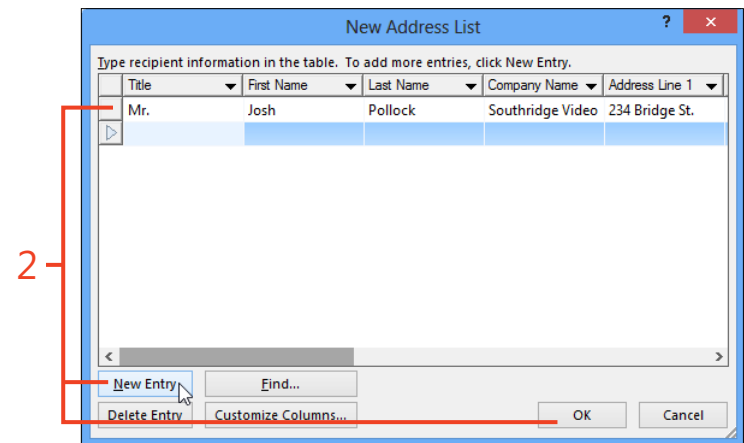 New Address List ?
Type recipient information in the table. To add more entries, click New Entry.
Title First Name Last Name Company Name Address Line 1
Mr. Josh Pollock Southridge Video 234 Bridge St.
2
New Entry Find...
Delete Entry Customize Columns... OK Cancel